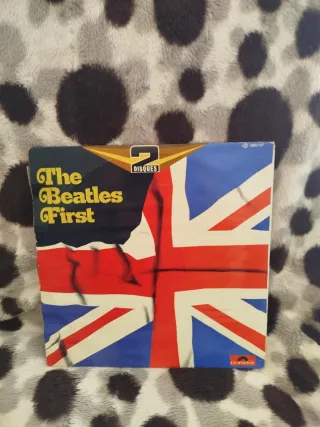 2
DISQUES
The
Beatles
First